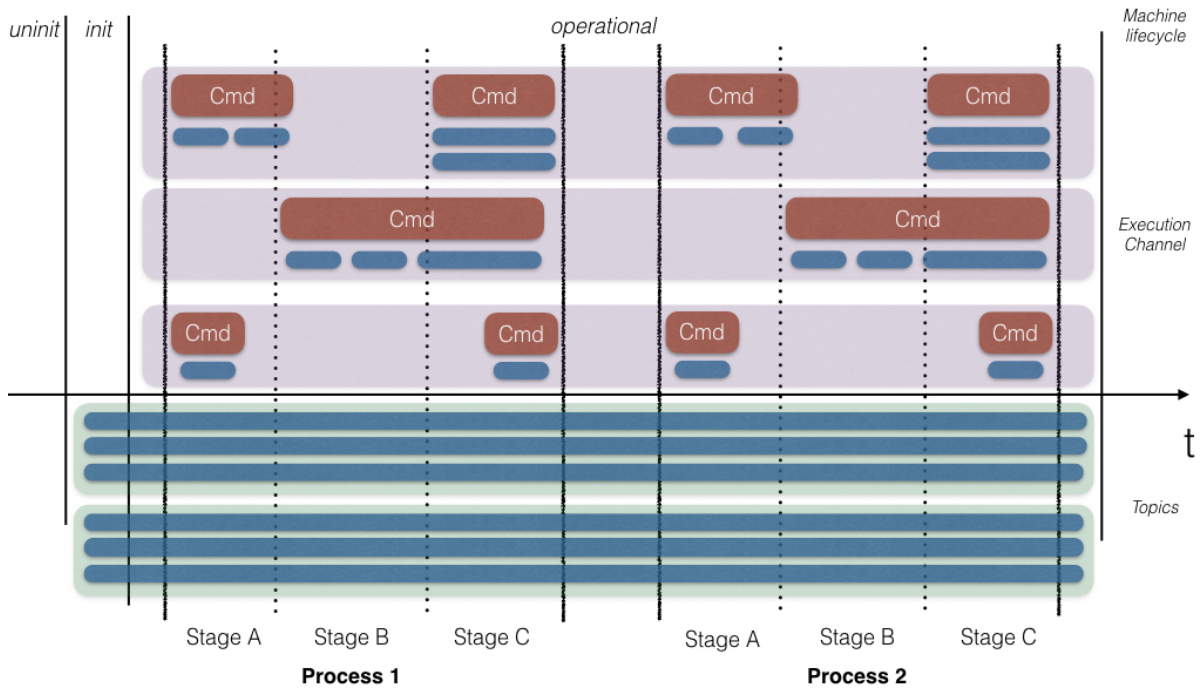 uninit
init
operational
Machine
lifecycle
Cmd
Cmd
Cmd
Cmd
Cmd
Cmd
Execution
Channel
Cmd
Cmd
Cmd
Cmd
t
Topics
Stage A
Stage B
Stage C
Stage A
Stage B
Stage C
Process 1
Process 2